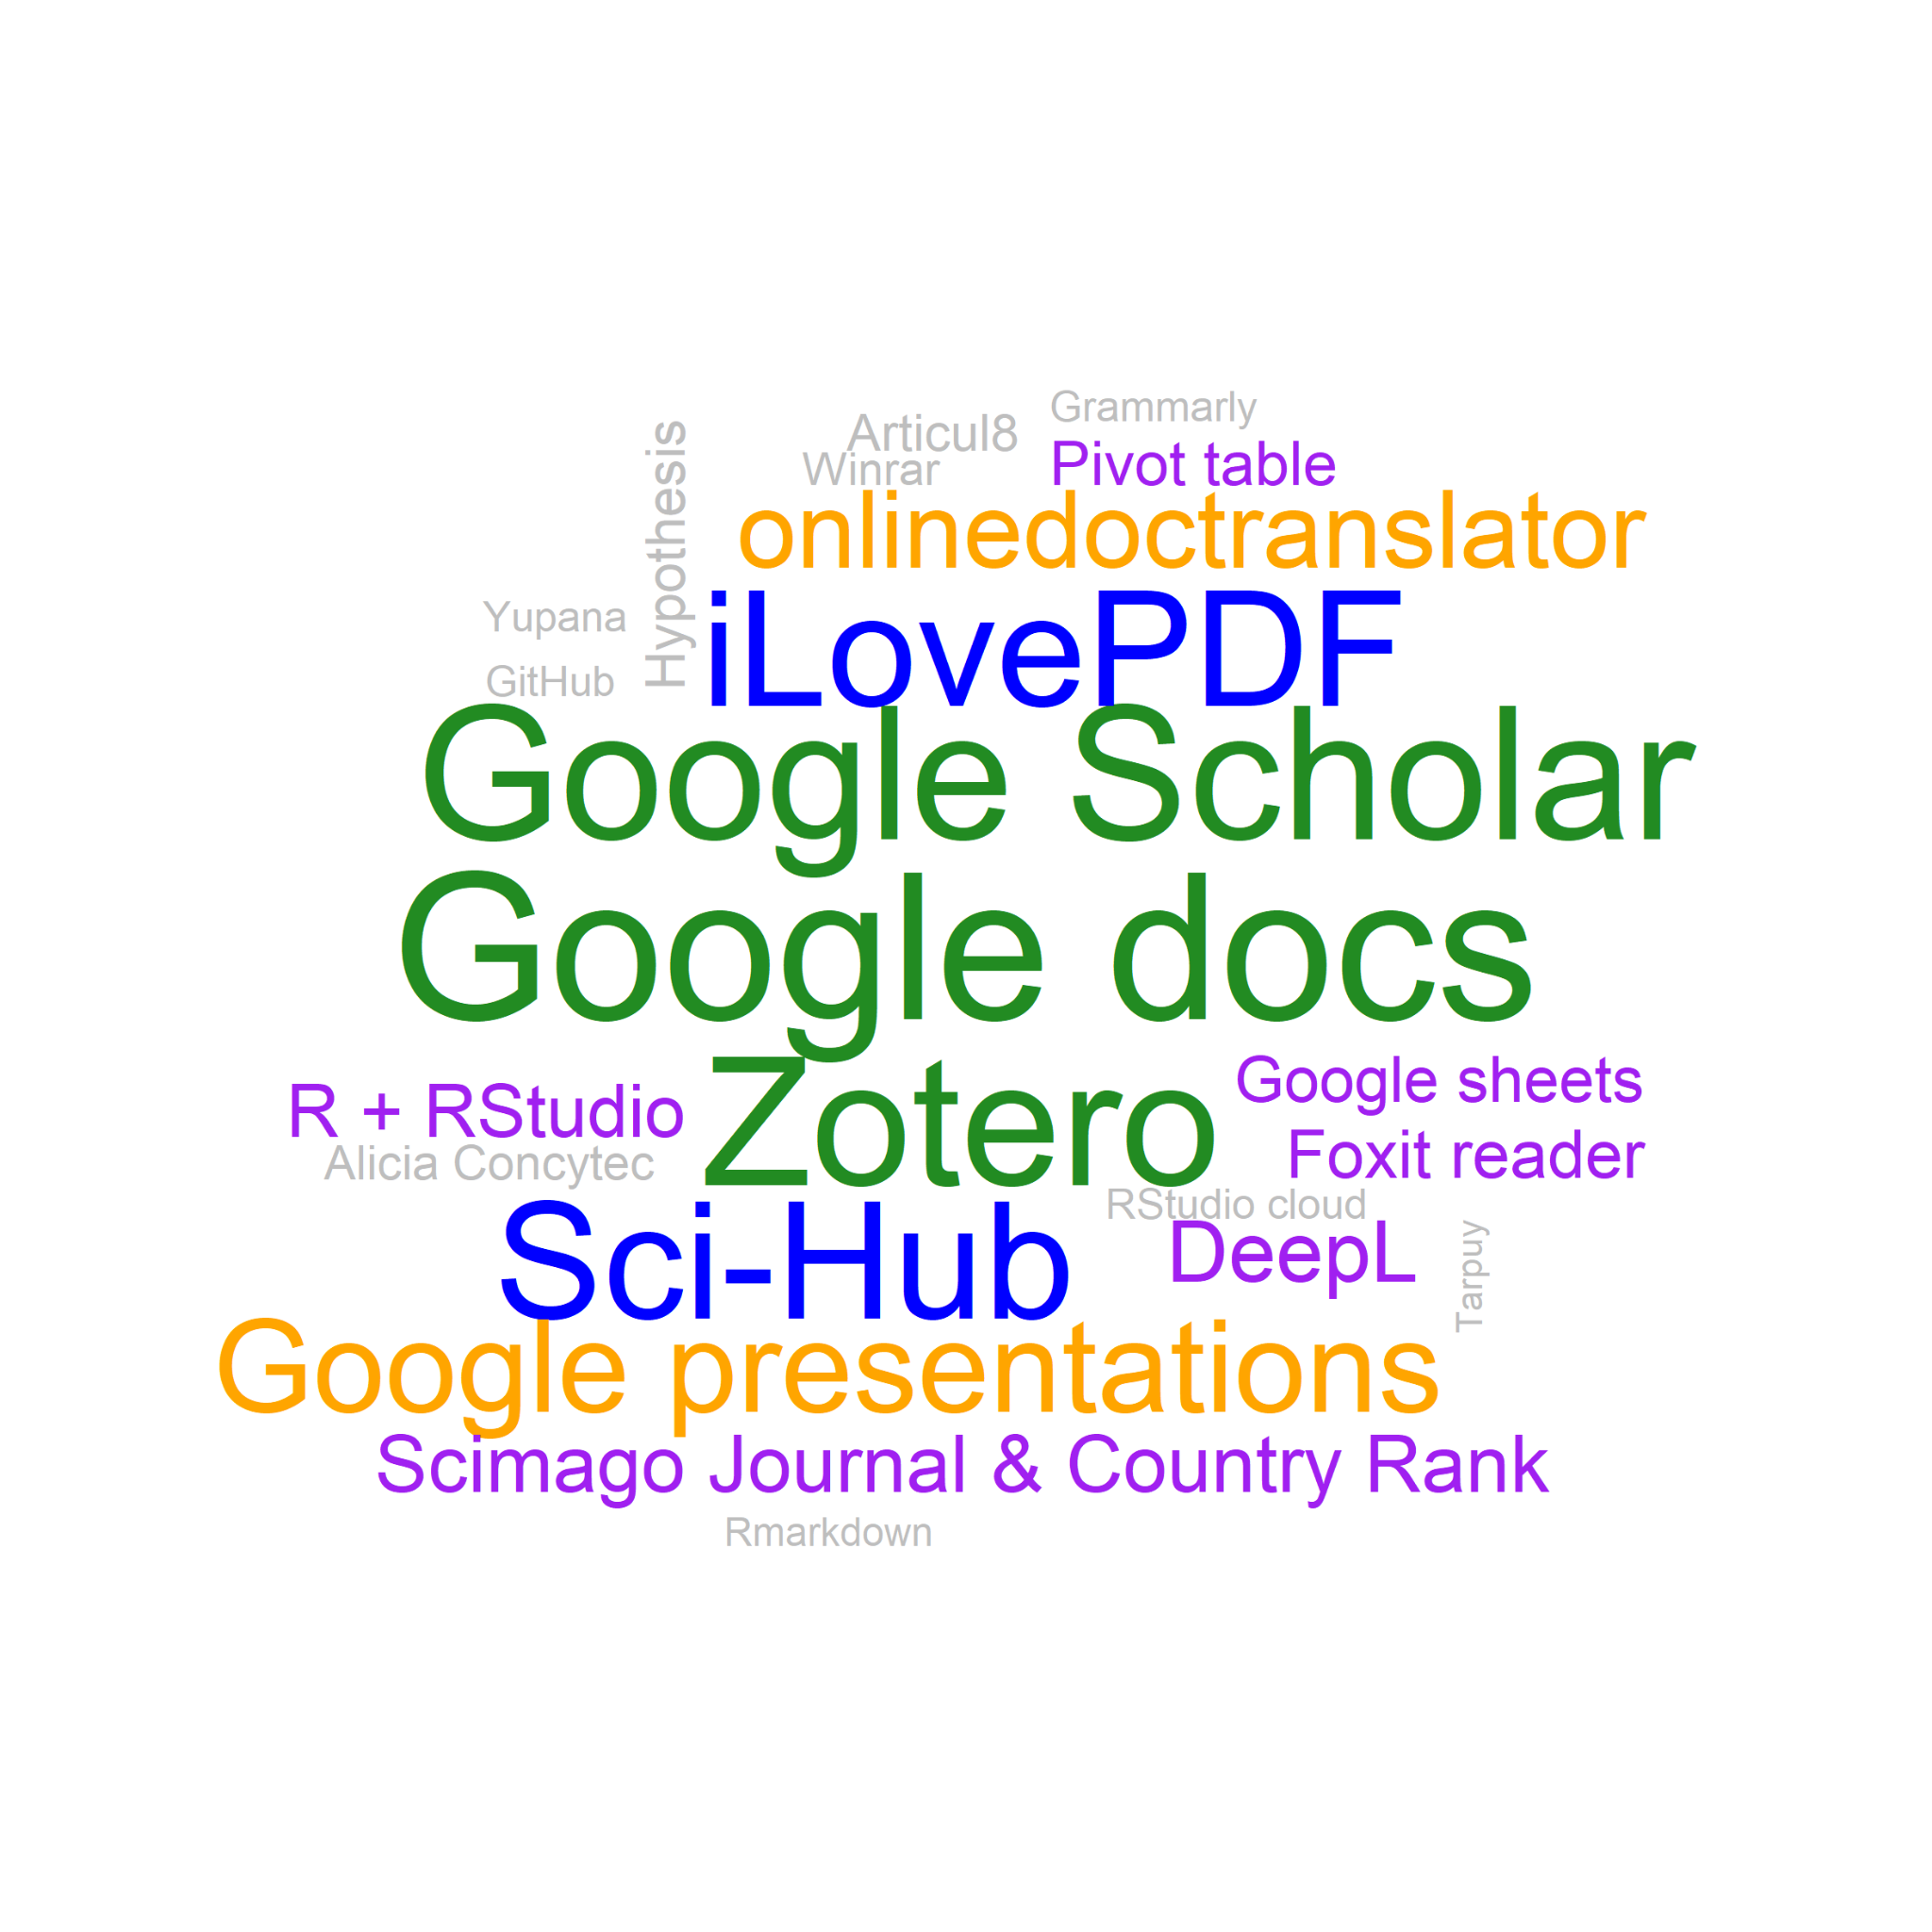 Grammarly
Articul8
Winrar
Pivot table
Hypothesis
onlinedoctranslator
Yupana
iLovePDF
GitHub
Google Scholar
Google docs
Zotero
Google sheets
R + RStudio
Foxit reader
Alicia Concytec
RStudio cloud
Sci-Hub
DeepL
Tarpuy
Google presentations
Scimago Journal & Country Rank
Rmarkdown